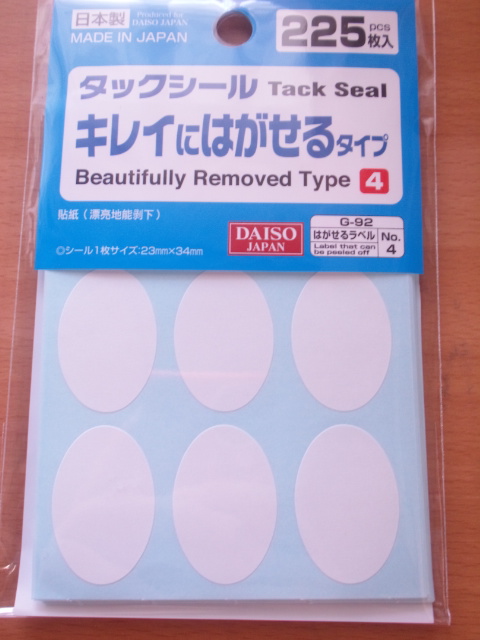 日本製
Produced for
DAISO JAPAN
MADE IN JAPAN
225 pcs 枚入
タックシール Tack Seal
キレイにはがせるタイプ
Beautifully Removed Type 4
貼紙(漂亮地能剥下)
◎シール1枚サイズ:23mm×34mm
DAISO
JAPAN
G-92
はがせるラベル
Label that can
be peeled off
No.
4